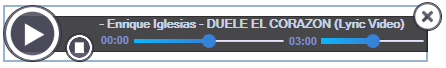 - Enrique Iglesias - DUELE EL CORAZON (Lyric Video)
00:00 03:00